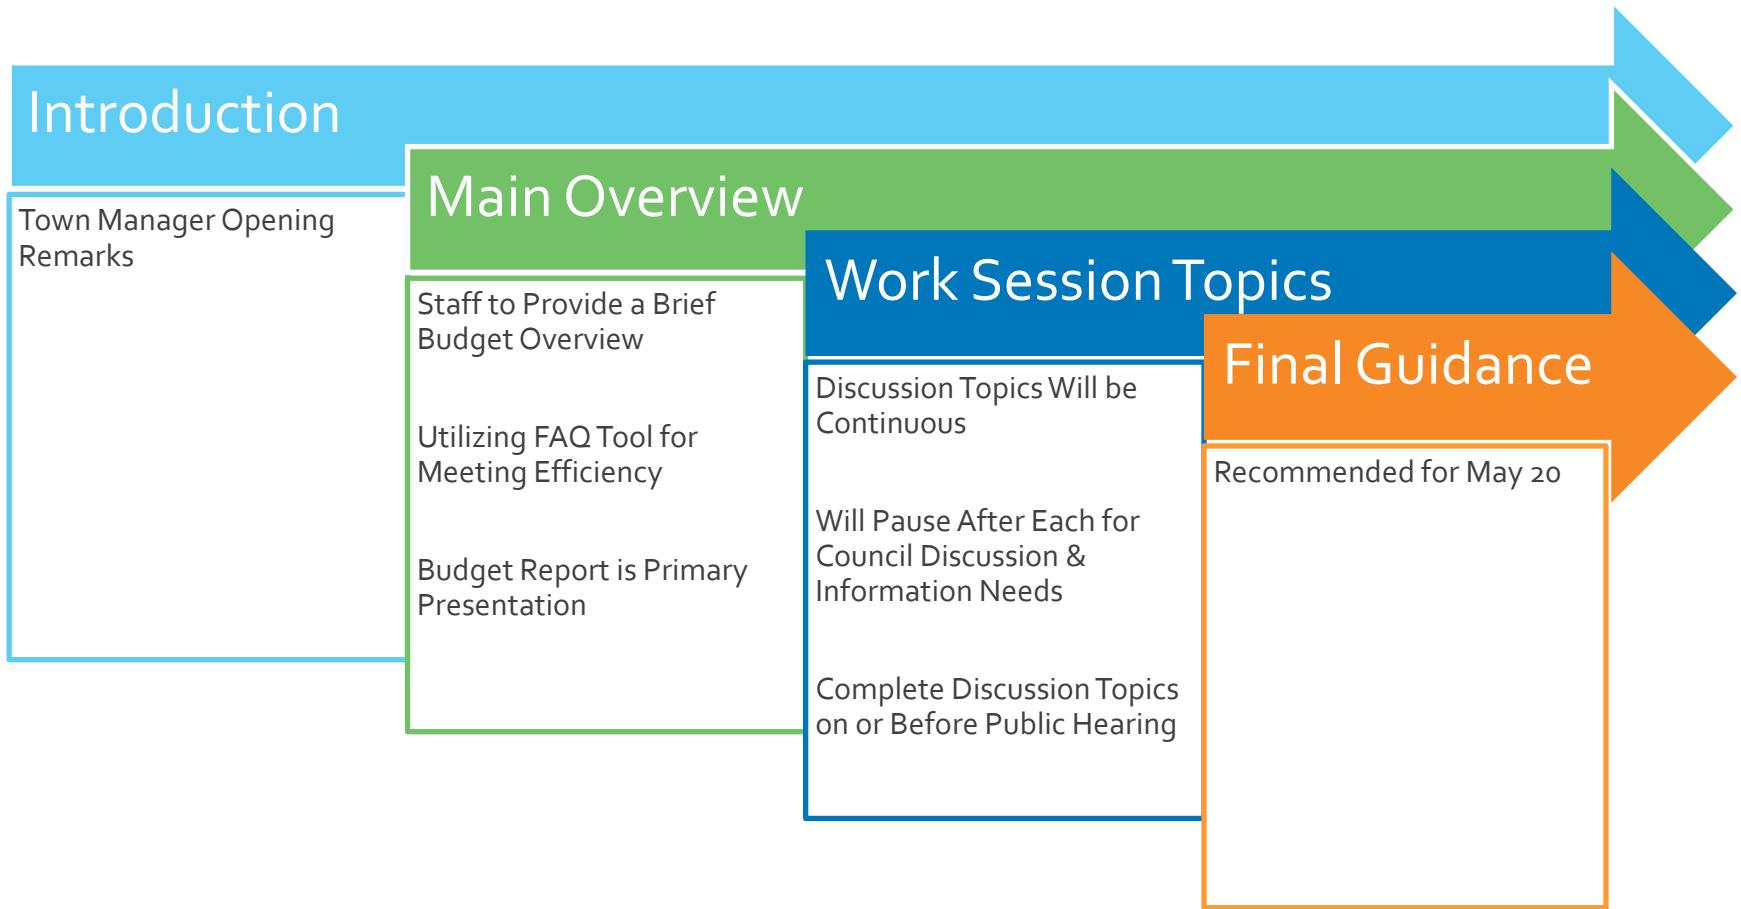 Introduction
Town Manager Opening
Remarks
Main Overview
Staff to Provide a Brief
Budget Overview
Utilizing FAQ Tool for
Meeting Efficiency
Budget Report is Primary
Presentation
Work Session Topics
Discussion Topics Will be
Continuous
Will Pause After Each for
Council Discussion &
Information Needs
Complete Discussion Topics
on or Before Public Hearing
Final Guidance
Recommended for May 20